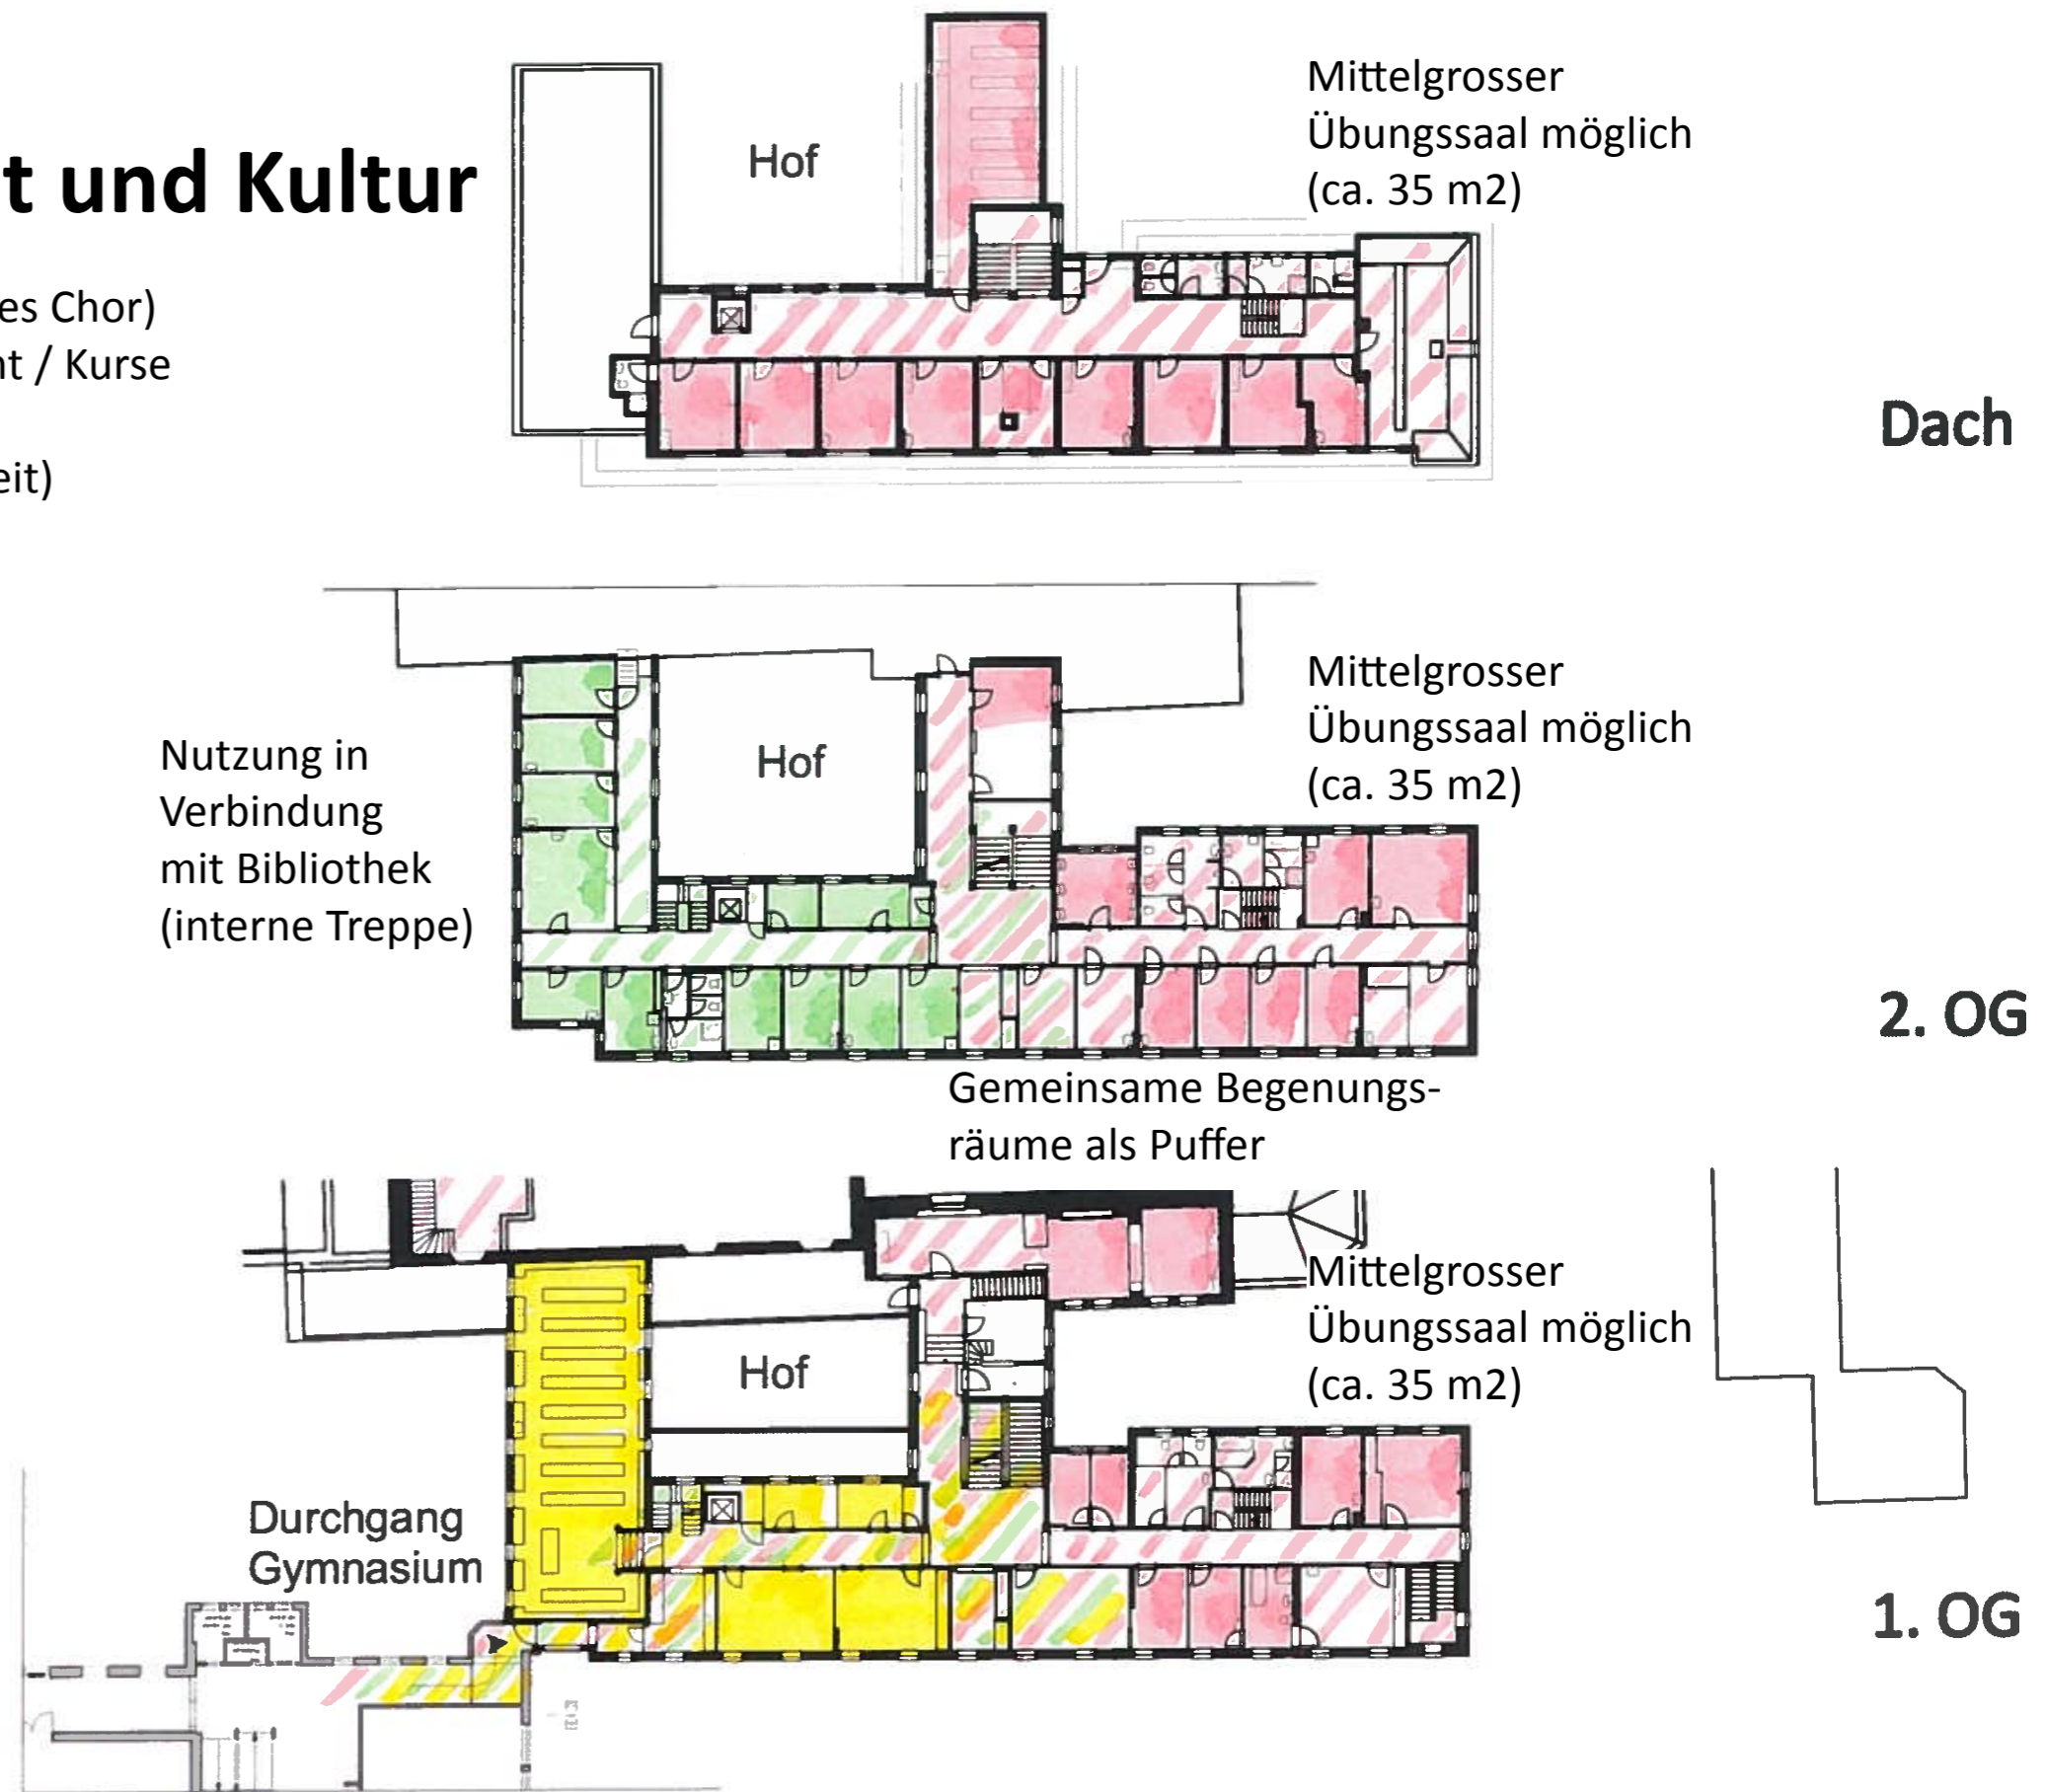 Mittelgrosser
Übungssaal möglich
(ca. 35 m2)
Hof
t und Kultur
es Chor)
nt / Kurse
eit)
Dach
Mittelgrosser
Übungssaal möglich
(ca. 35 m2)
Hof
Nutzung in
Verbindung
mit Bibliothek
(interne Treppe)
2. OG
Gemeinsame Begenungs-
räume als Puffer
Mittelgrosser
Übungssaal möglich
(ca. 35 m2)
Hof
Durchgang
Gymnasium
1. OG